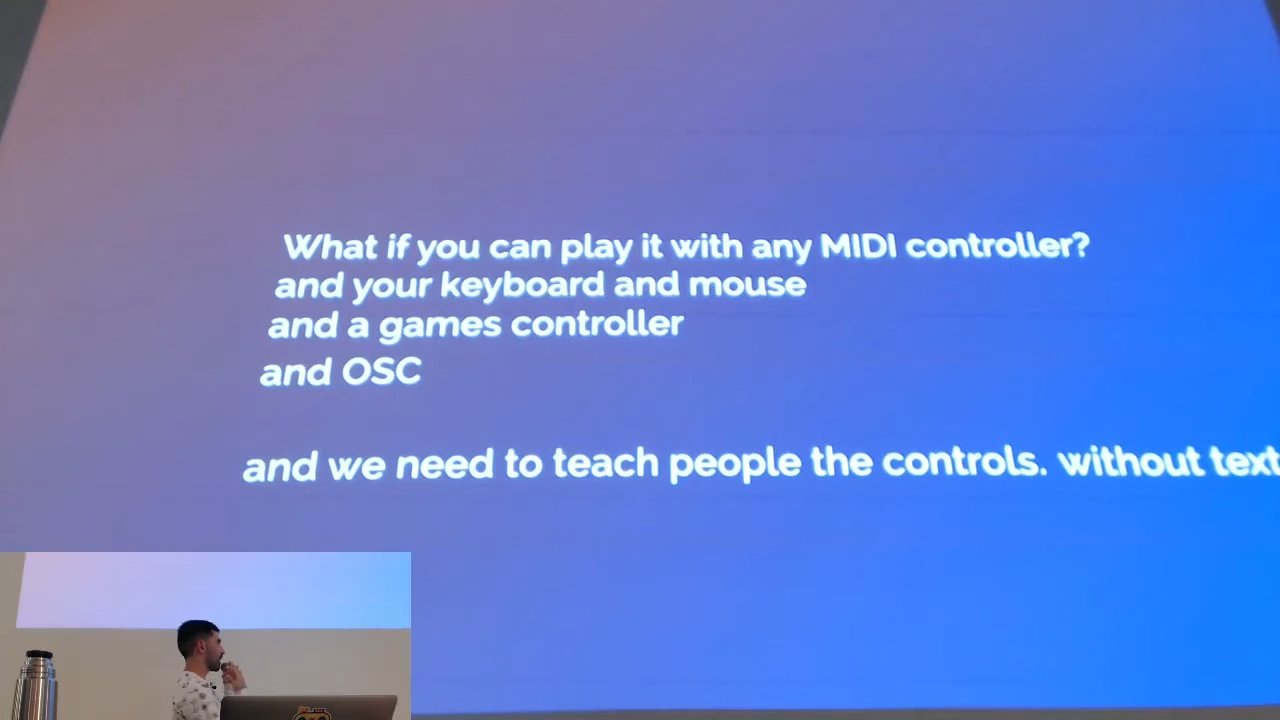 What if you can play it with any MIDI controller?
and your keyboard and mouse
and a games controller
and OSC
and we need to teach people the controls. without text